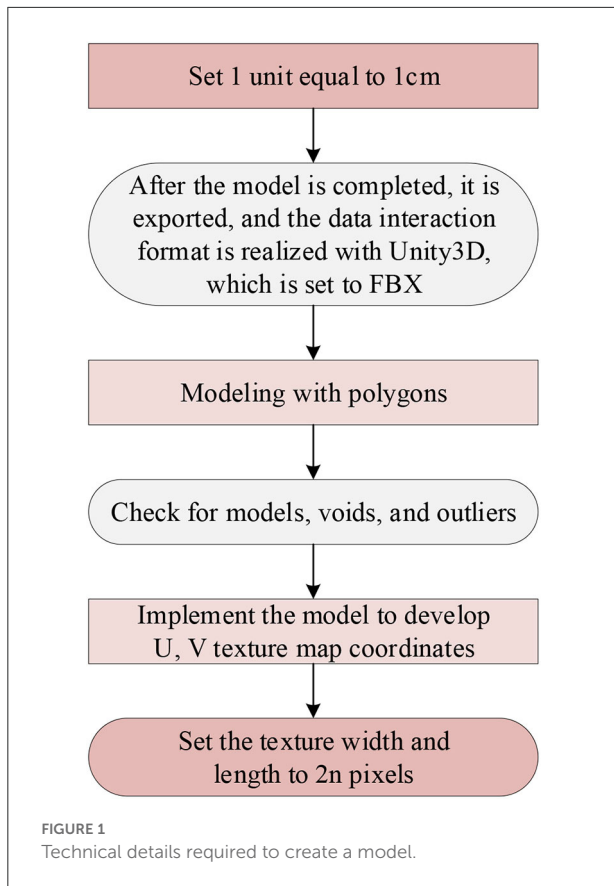 Set 1 unit equal to 1cm
After the model is completed, it is
exported, and the data interaction
format is realized with Unity3D,
which is set to FBX
Modeling with polygons
Check for models, voids, and outliers
Implement the model to develop
U, V texture map coordinates
Set the texture width and
length to 2n pixels
FIGURE 1
Technical details required to create a model.